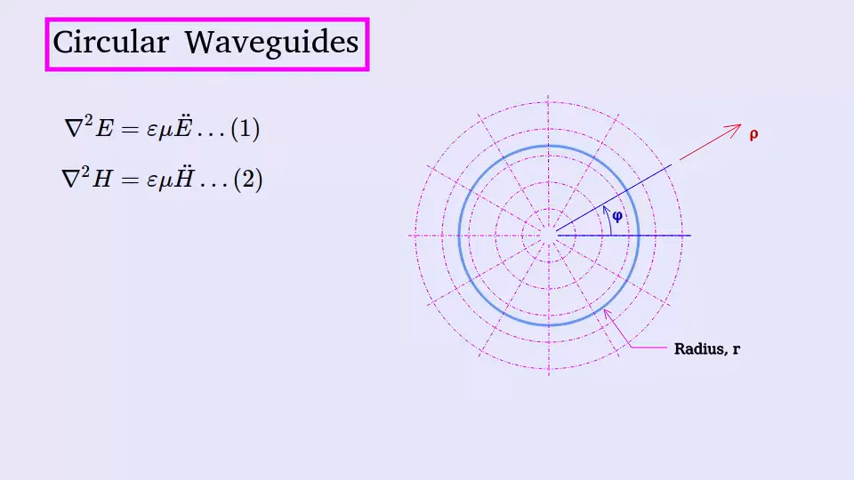 Circular Waveguides
∇²E = εμË … (1)
∇²H = εμḦ … (2)
ρ
φ
Radius, r